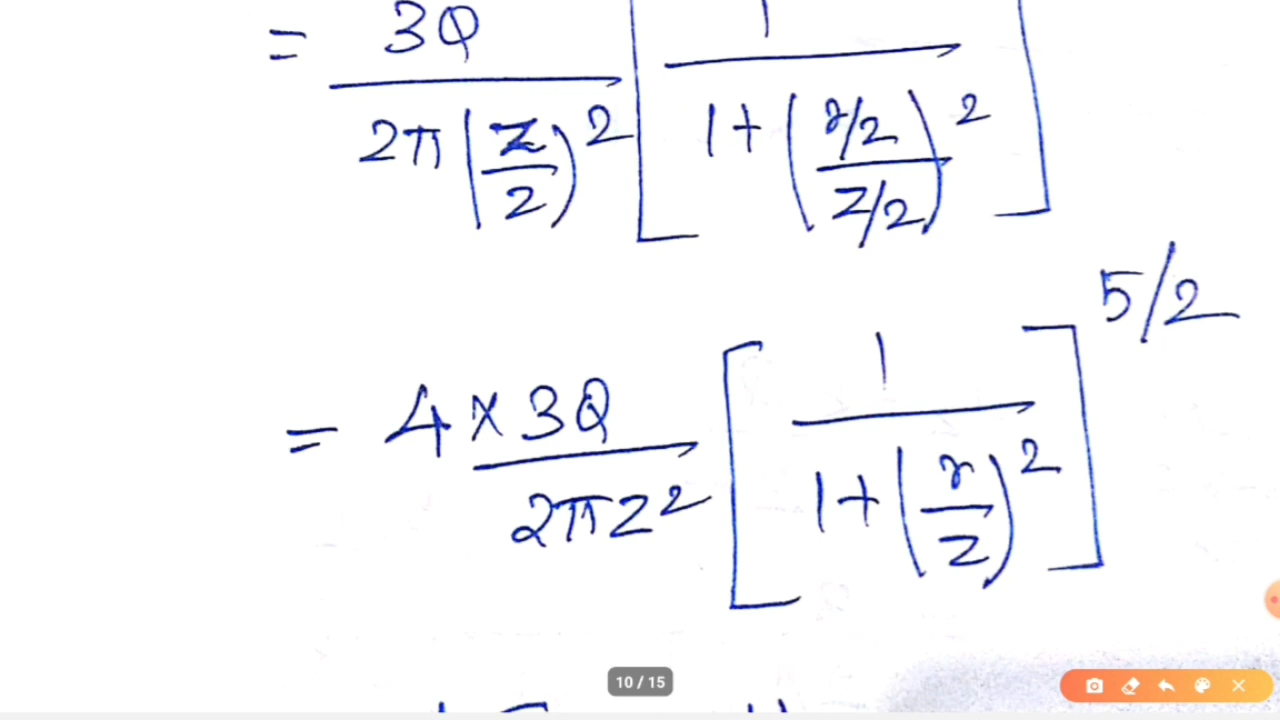 = 3Q / 2π(z/2)² [1 / 1+(r/2 / z/2)²]
= 4×3Q / 2πz² [1 / 1+(r/z)²]^5/2
10 / 15